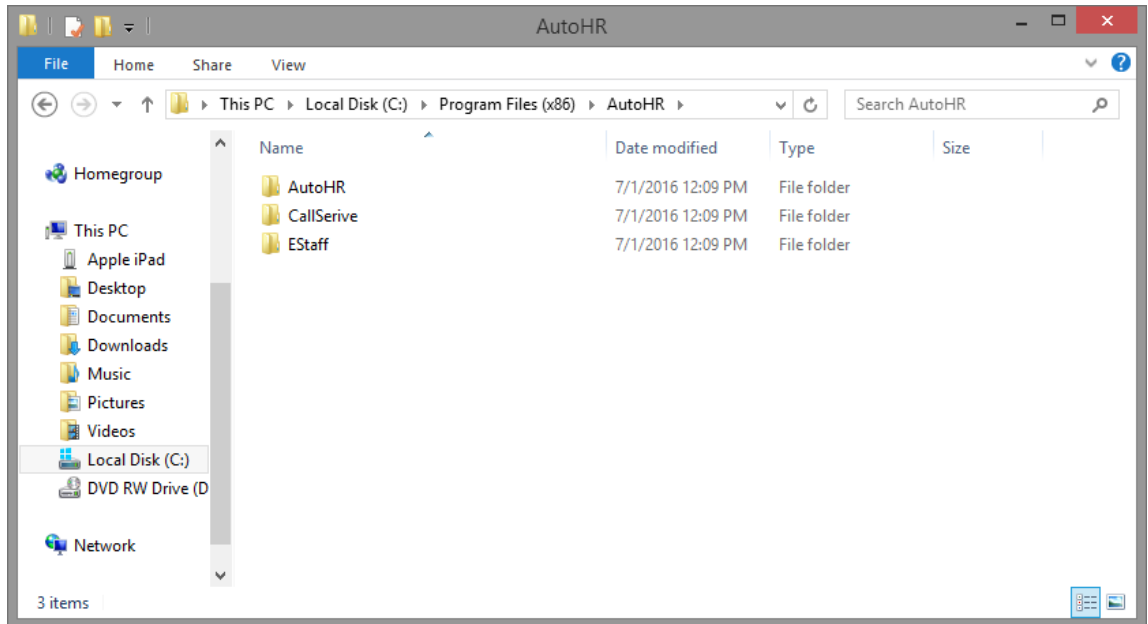 AutoHR
File Home Share View
This PC Local Disk (C:) Program Files (x86) AutoHR Search AutoHR
Name Date modified Type Size
Homegroup
AutoHR 7/1/2016 12:09 PM File folder
CallSerive 7/1/2016 12:09 PM File folder
This PC
EStaff 7/1/2016 12:09 PM File folder
Apple iPad
Desktop
Documents
Downloads
Music
Pictures
Videos
Local Disk (C:)
DVD RW Drive (D
Network
3 items